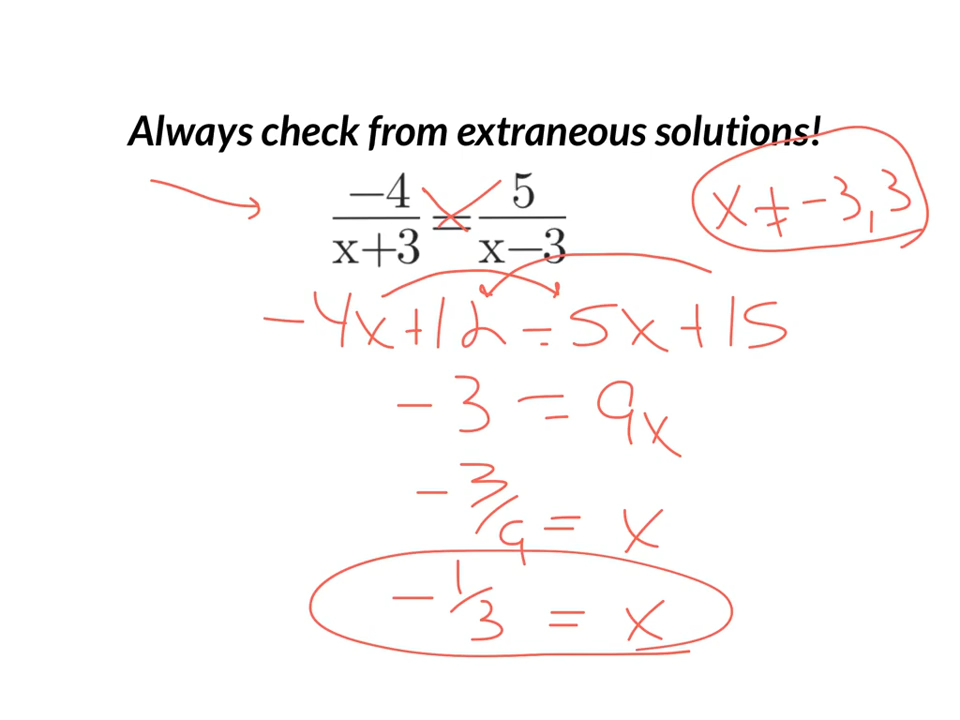 Always check from extraneous solutions!
x ≠ -3, 3
−4/x+3 = 5/x−3
-4x+12 = 5x+15
-3 = 9x
-3/9 = x
-1/3 = x